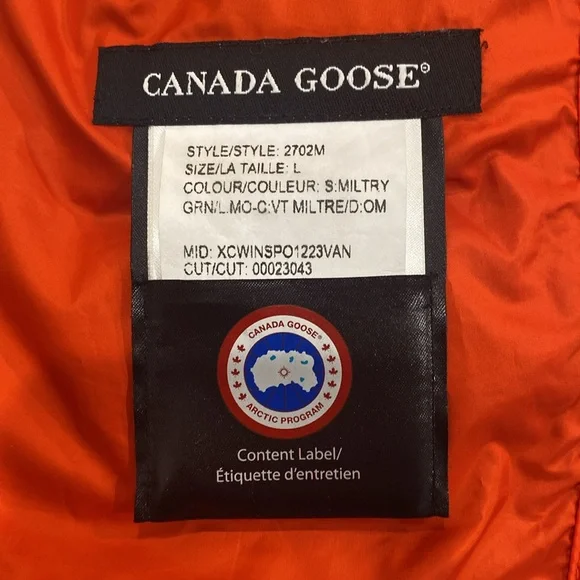 CANADA GOOSE®
STYLE/STYLE: 2702M
SIZE/LA TAILLE: L
COLOUR/COULEUR: S:MILTRY
GRN/L.MO-C:VT MILTRE/D:OM
MID: XCWINSPO1223VAN
CUT/CUT: 00023043
CANADA GOOSE®
ARCTIC PROGRAM
Content Label/
Étiquette d'entretien